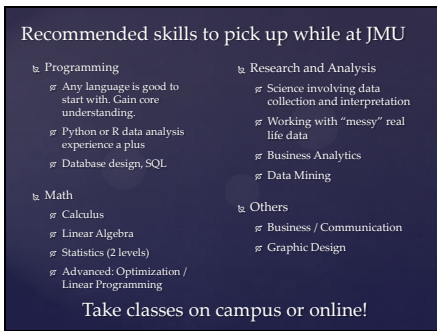 Recommended skills to pick up while at JMU
Programming
Any language is good to
start with. Gain core
understanding.
Python or R data analysis
experience a plus
Database design, SQL
Math
Calculus
Linear Algebra
Statistics (2 levels)
Advanced: Optimization /
Linear Programming
Research and Analysis
Science involving data
collection and interpretation
Working with “messy” real
life data
Business Analytics
Data Mining
Others
Business / Communication
Graphic Design
Take classes on campus or online!